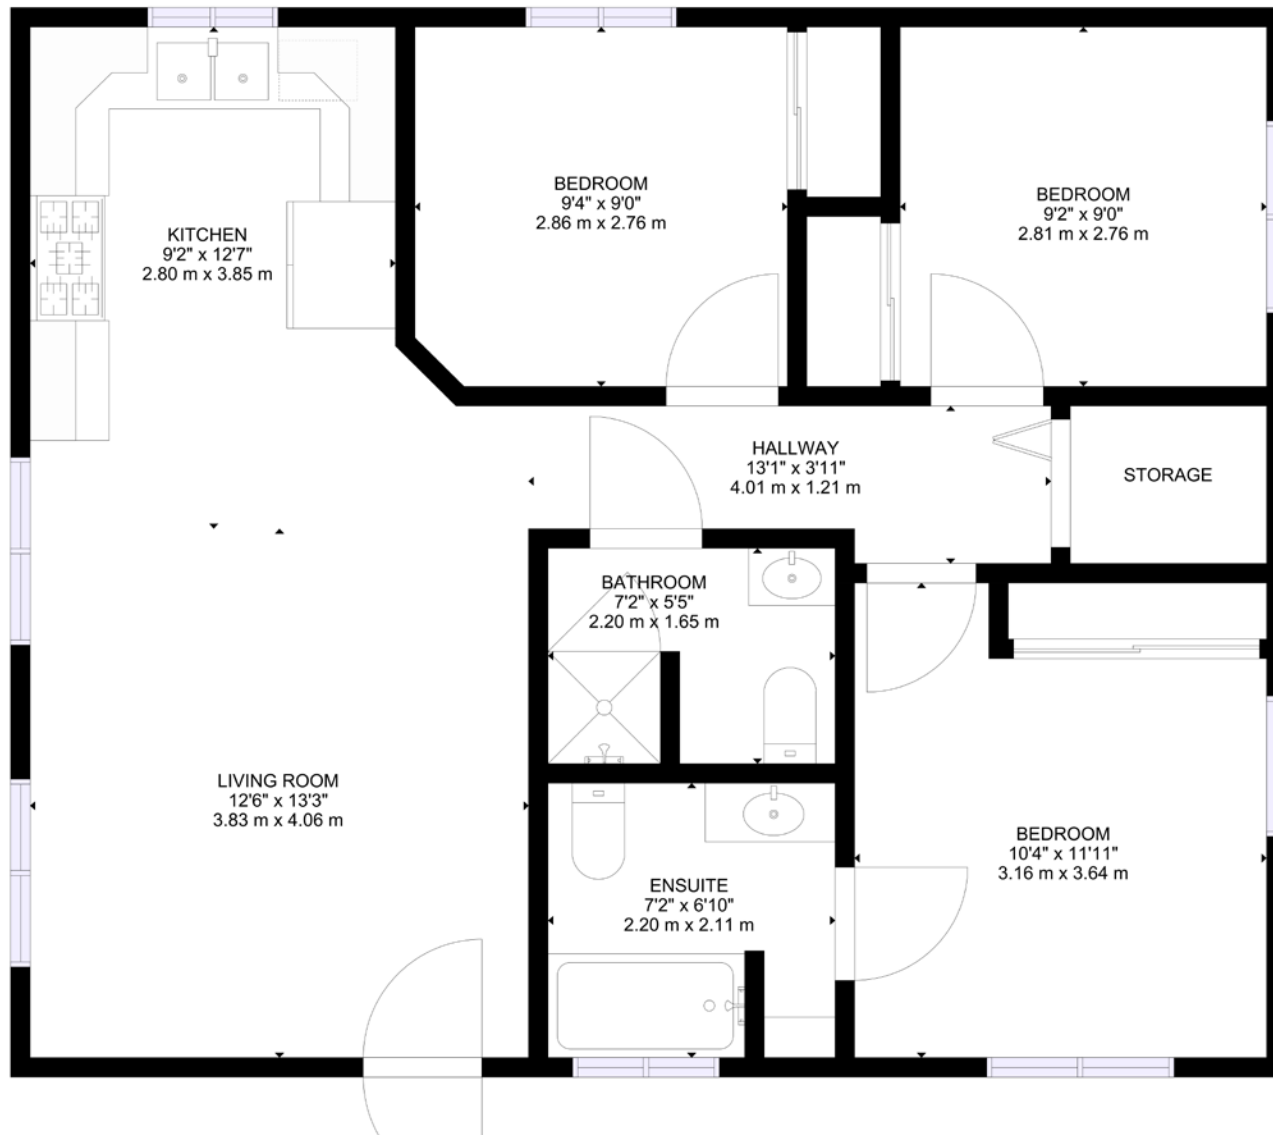 KITCHEN
9'2" x 12'7"
2.80 m x 3.85 m
BEDROOM
9'4" x 9'0"
2.86 m x 2.76 m
BEDROOM
9'2" x 9'0"
2.81 m x 2.76 m
HALLWAY
13'1" x 3'11"
4.01 m x 1.21 m
STORAGE
BATHROOM
7'2" x 5'5"
2.20 m x 1.65 m
LIVING ROOM
12'6" x 13'3"
3.83 m x 4.06 m
ENSUITE
7'2" x 6'10"
2.20 m x 2.11 m
BEDROOM
10'4" x 11'11"
3.16 m x 3.64 m